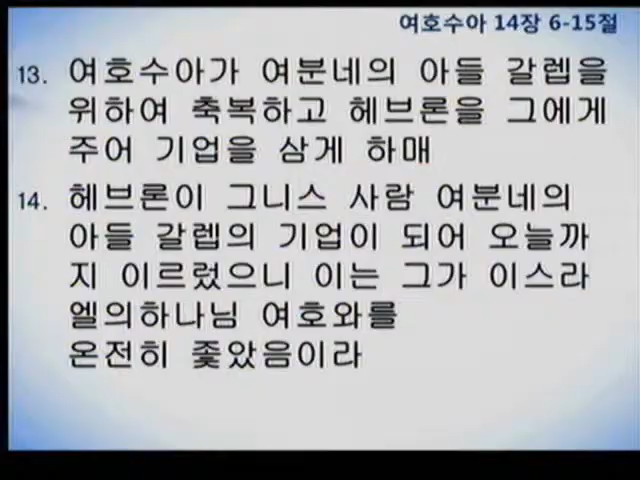 여호수아 14장 6-15절
13. 여호수아가 여분네의 아들 갈렙을
위하여 축복하고 헤브론을 그에게
주어 기업을 삼게 하매
14. 헤브론이 그니스 사람 여분네의
아들 갈렙의 기업이 되어 오늘까
지 이르렀으니 이는 그가 이스라
엘의하나님 여호와를
온전히 좇았음이라